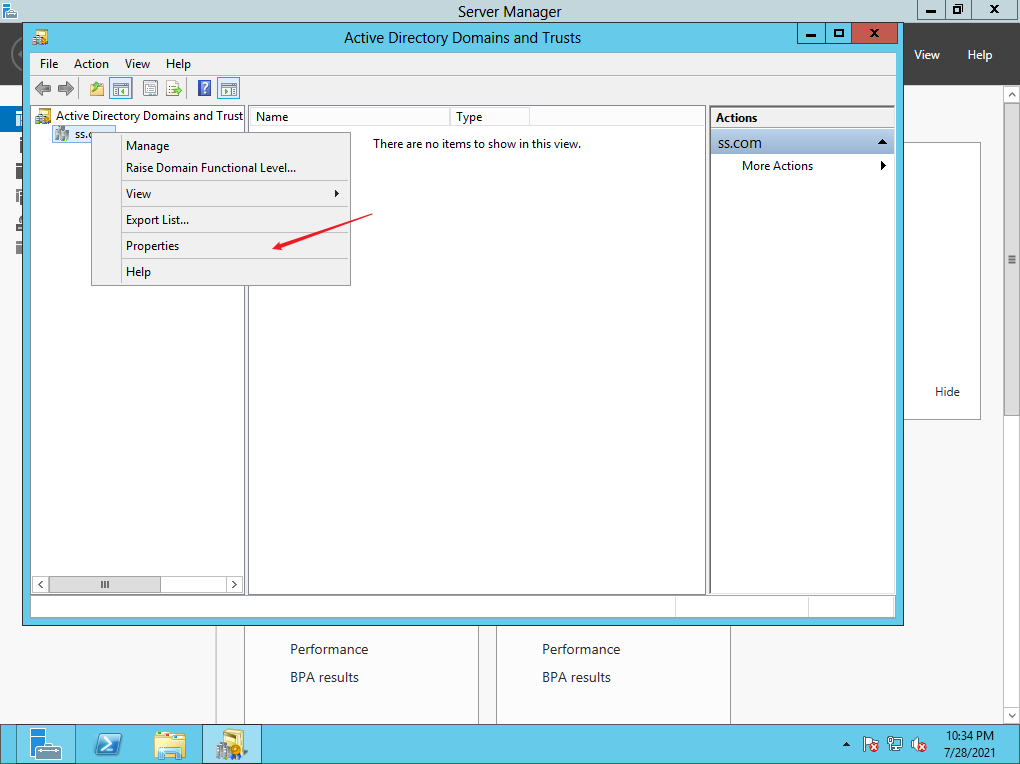 Server Manager
Active Directory Domains and Trusts
View Help
File Action View Help
Active Directory Domains and Trust
Name Type
Actions
ss.c
There are no items to show in this view.
ss.com
More Actions
Manage
Raise Domain Functional Level...
View
Export List...
Properties
Help
Hide
Performance
BPA results
Performance
BPA results
10:34 PM
7/28/2021